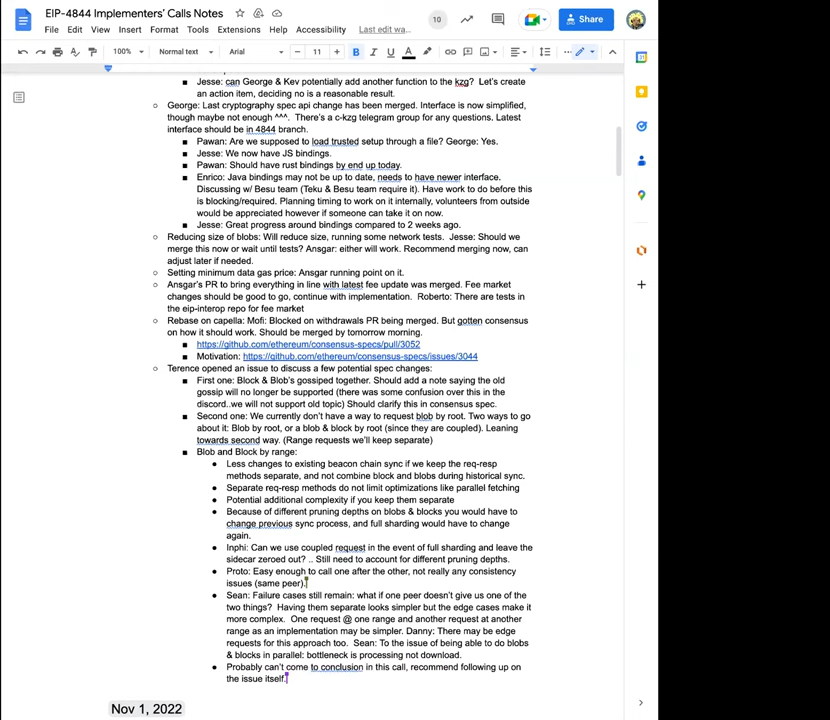 EIP-4844 Implementers' Calls Notes
File Edit View Insert Format Tools Extensions Help Accessibility Last edit wa...
10
Share
100% Normal text Arial 11
Jesse: can George & Kev potentially add another function to the kzg? Let's create
an action item, deciding no is a reasonable result.
George: Last cryptography spec api change has been merged. Interface is now simplified,
though maybe not enough ^^^. There's a c-kzg telegram group for any questions. Latest
interface should be in 4844 branch.
Pawan: Are we supposed to load trusted setup through a file? George: Yes.
Jesse: We now have JS bindings.
Pawan: Should have rust bindings by end up today.
Enrico: Java bindings may not be up to date, needs to have newer interface.
Discussing w/ Besu team (Teku & Besu team require it). Have work to do before this
is blocking/required. Planning timing to work on it internally, volunteers from outside
would be appreciated however if someone can take it on now.
Jesse: Great progress around bindings compared to 2 weeks ago.
Reducing size of blobs: Will reduce size, running some network tests. Jesse: Should we
merge this now or wait until tests? Ansgar: either will work. Recommend merging now, can
adjust later if needed.
Setting minimum data gas price: Ansgar running point on it.
Ansgar's PR to bring everything in line with latest fee update was merged. Fee market
changes should be good to go, continue with implementation. Roberto: There are tests in
the eip-interop repo for fee market
Rebase on capella: Mofi: Blocked on withdrawals PR being merged. But gotten consensus
on how it should work. Should be merged by tomorrow morning.
https://github.com/ethereum/consensus-specs/pull/3052
Motivation: https://github.com/ethereum/consensus-specs/issues/3044
Terence opened an issue to discuss a few potential spec changes:
First one: Block & Blob's gossiped together. Should add a note saying the old
gossip will no longer be supported (there was some confusion over this in the
discord..we will not support old topic) Should clarify this in consensus spec.
Second one: We currently don't have a way to request blob by root. Two ways to go
about it: Blob by root, or a blob & block by root (since they are coupled). Leaning
towards second way. (Range requests we'll keep separate)
Blob and Block by range:
Less changes to existing beacon chain sync if we keep the req-resp
methods separate, and not combine block and blobs during historical sync.
Separate req-resp methods do not limit optimizations like parallel fetching
Potential additional complexity if you keep them separate
Because of different pruning depths on blobs & blocks you would have to
change previous sync process, and full sharding would have to change
again.
Inphi: Can we use coupled request in the event of full sharding and leave the
sidecar zeroed out? .. Still need to account for different pruning depths.
Proto: Easy enough to call one after the other, not really any consistency
issues (same peer).
Sean: Failure cases still remain: what if one peer doesn't give us one of the
two things? Having them separate looks simpler but the edge cases make it
more complex. One request @ one range and another request at another
range as an implementation may be simpler. Danny: There may be edge
requests for this approach too. Sean: To the issue of being able to do blobs
& blocks in parallel: bottleneck is processing not download.
Probably can't come to conclusion in this call, recommend following up on
the issue itself.
Nov 1, 2022